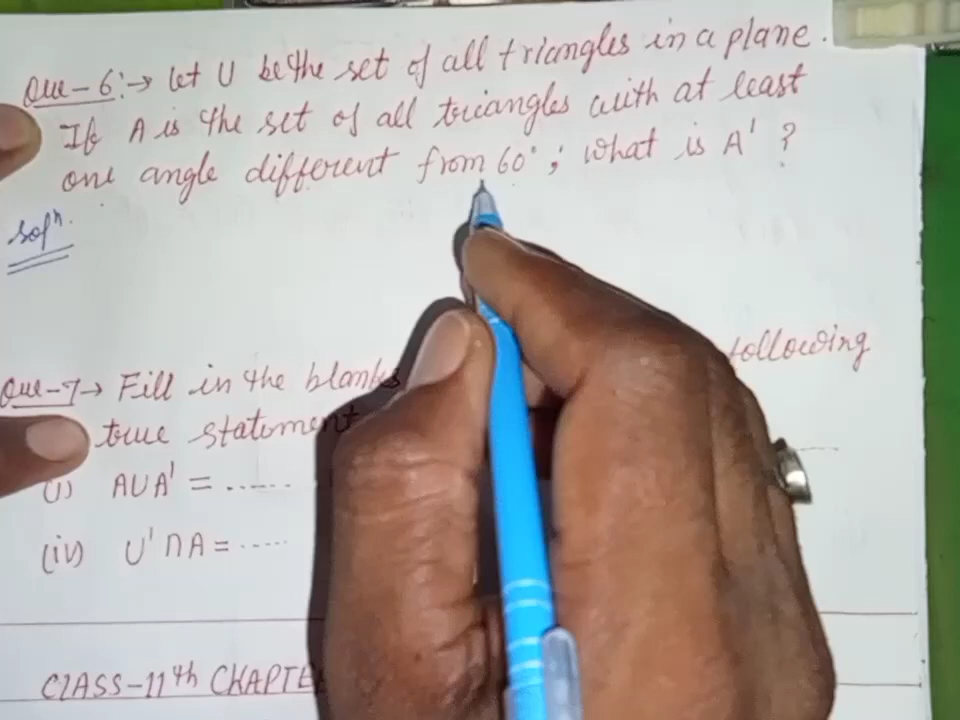 Que-6:→ let U be the set of all triangles in a plane.
If A is the set of all triangles with at least
one angle different from 60°; what is A' ?
Solⁿ.
Que-7→ Fill in the blanks following
true statement
(i) A∪A' = ......
(iv) U'∩A = .....
CLASS-11th CHAPTE